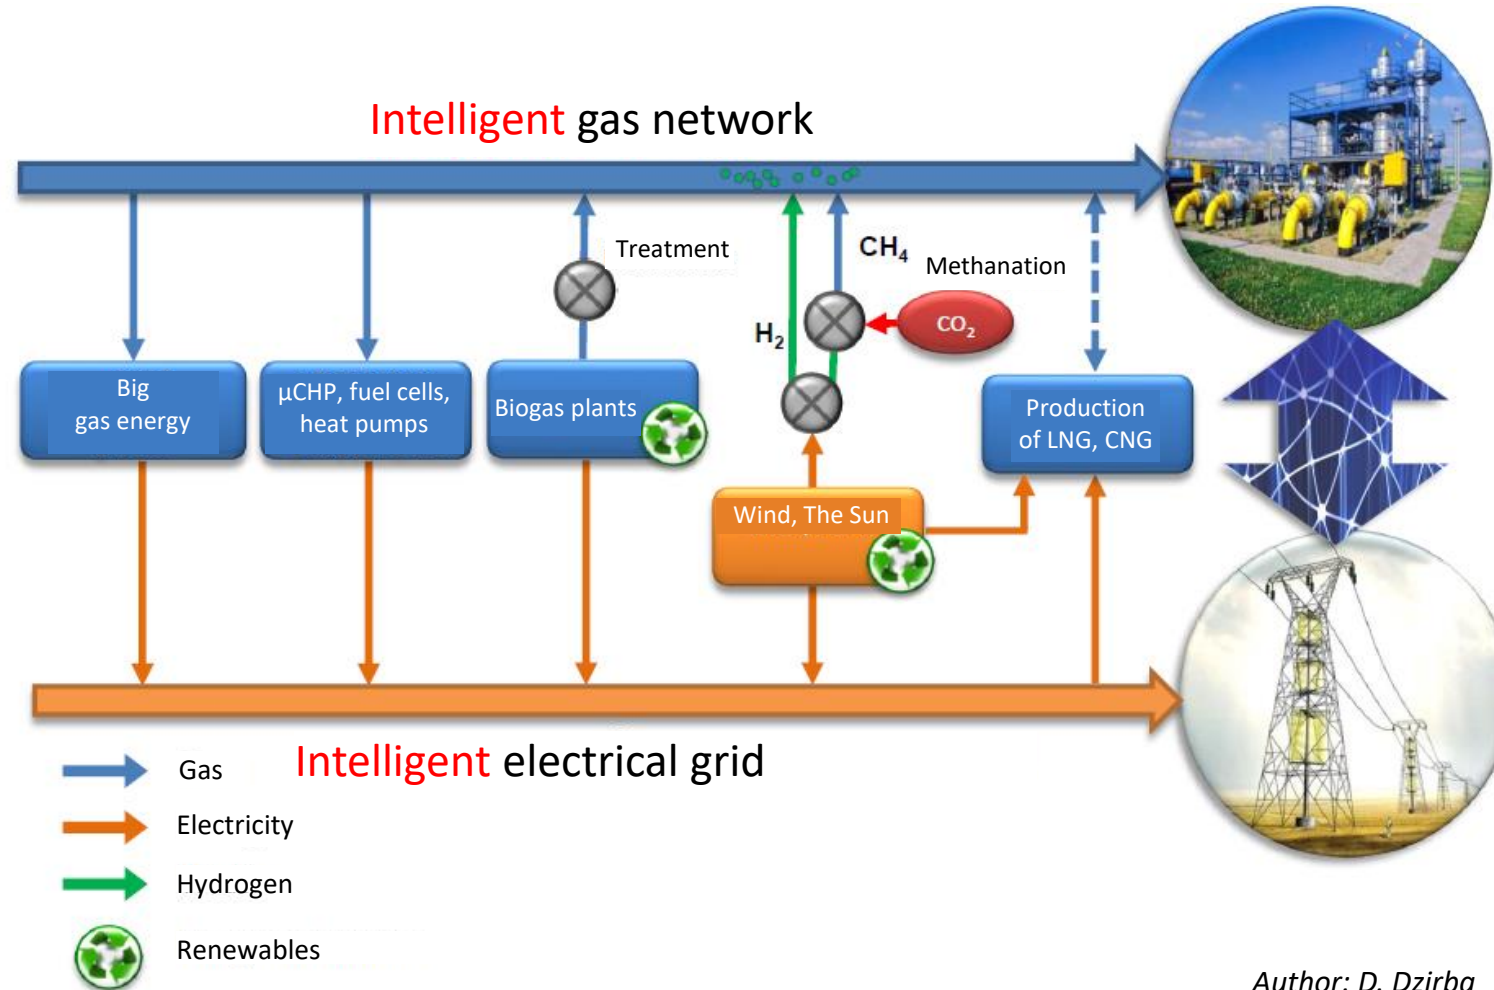 Intelligent gas network
Treatment
CH₄
Methanation
H₂
CO₂
Big
gas energy
µCHP, fuel cells,
heat pumps
Biogas plants
Production
of LNG, CNG
Wind, The Sun
Intelligent electrical grid
Gas
Electricity
Hydrogen
Renewables
Author: D. Dzirba